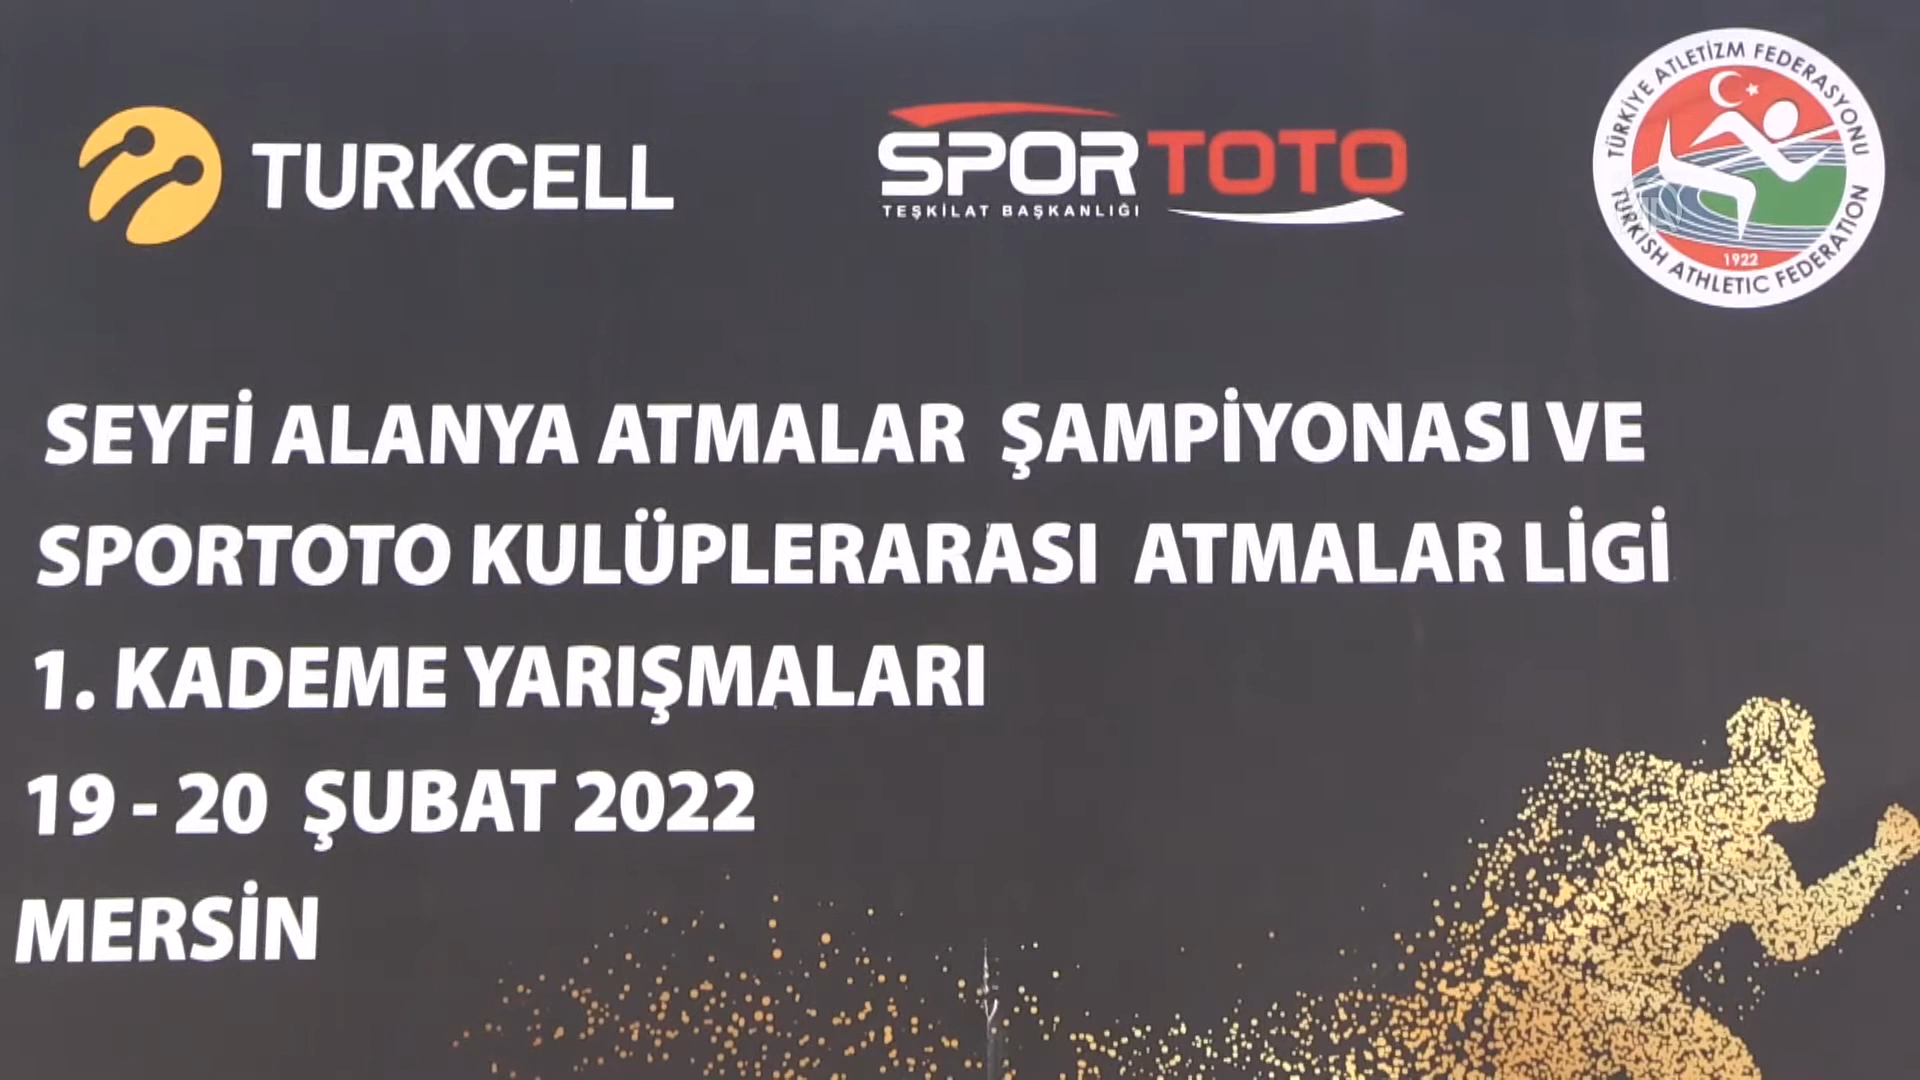 TURKCELL
SPORTOTO
TEŞKİLAT BAŞKANLIĞI
TÜRKİYE ATLETİZM FEDERASYONU
TURKISH ATHLETIC FEDERATION
1922
SEYFİ ALANYA ATMALAR ŞAMPİYONASI VE
SPORTOTO KULÜPLERARASI ATMALAR LİGİ
1. KADEME YARIŞMALARI
19 - 20 ŞUBAT 2022
MERSİN